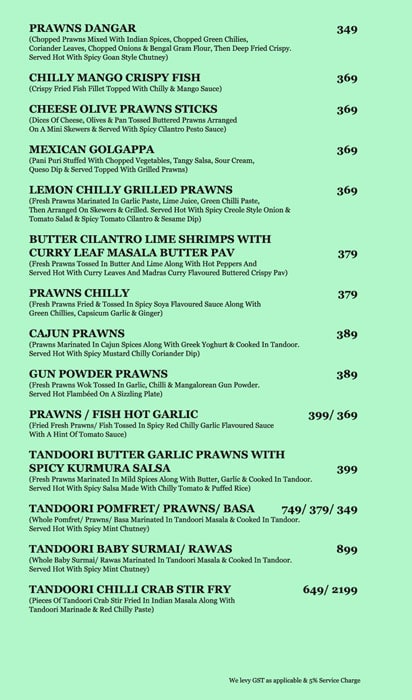 PRAWNS DANGAR 349
(Chopped Prawns Mixed With Indian Spices, Chopped Green Chilies,
Coriander Leaves, Chopped Onions & Bengal Gram Flour, Then Deep Fried Crispy.
Served Hot With Spicy Goan Style Chutney)
CHILLY MANGO CRISPY FISH 369
(Crispy Fried Fish Fillet Topped With Chilly & Mango Sauce)
CHEESE OLIVE PRAWNS STICKS 369
(Dices Of Cheese, Olives & Pan Tossed Buttered Prawns Arranged
On A Mini Skewers & Served With Spicy Cilantro Pesto Sauce)
MEXICAN GOLGAPPA 369
(Pani Puri Stuffed With Chopped Vegetables, Tangy Salsa, Sour Cream,
Queso Dip & Served Topped With Grilled Prawns)
LEMON CHILLY GRILLED PRAWNS 369
(Fresh Prawns Marinated In Garlic Paste, Lime Juice, Green Chilli Paste,
Then Arranged On Skewers & Grilled. Served Hot With Spicy Creole Style Onion &
Tomato Salad & Spicy Tomato Cilantro & Sesame Dip)
BUTTER CILANTRO LIME SHRIMPS WITH
CURRY LEAF MASALA BUTTER PAV 379
(Fresh Prawns Tossed In Butter And Lime Along With Hot Peppers And
Served Hot With Curry Leaves And Madras Curry Flavoured Buttered Crispy Pav)
PRAWNS CHILLY 379
(Fresh Prawns Fried & Tossed In Spicy Soya Flavoured Sauce Along With
Green Chillies, Capsicum Garlic & Ginger)
CAJUN PRAWNS 389
(Prawns Marinated In Cajun Spices Along With Greek Yoghurt & Cooked In Tandoor.
Served Hot With Spicy Mustard Chilly Coriander Dip)
GUN POWDER PRAWNS 389
(Fresh Prawns Wok Tossed In Garlic, Chilli & Mangalorean Gun Powder.
Served Hot Flambéed On A Sizzling Plate)
PRAWNS / FISH HOT GARLIC 399/ 369
(Fried Fresh Prawns/ Fish Tossed In Spicy Red Chilly Garlic Flavoured Sauce
With A Hint Of Tomato Sauce)
TANDOORI BUTTER GARLIC PRAWNS WITH
SPICY KURMURA SALSA 399
(Fresh Prawns Marinated In Mild Spices Along With Butter, Garlic & Cooked In Tandoor.
Served Hot With Spicy Salsa Made With Chilly Tomato & Puffed Rice)
TANDOORI POMFRET/ PRAWNS/ BASA 749/ 379/ 349
(Whole Pomfret/ Prawns/ Basa Marinated In Tandoori Masala & Cooked In Tandoor.
Served Hot With Spicy Mint Chutney)
TANDOORI BABY SURMAI/ RAWAS 899
(Whole Baby Surmai/ Rawas Marinated In Tandoori Masala & Cooked In Tandoor.
Served Hot With Spicy Mint Chutney)
TANDOORI CHILLI CRAB STIR FRY 649/ 2199
(Pieces Of Tandoori Crab Stir Fried In Indian Masala Along With
Tandoori Marinade & Red Chilly Paste)
We levy GST as applicable & 5% Service Charge